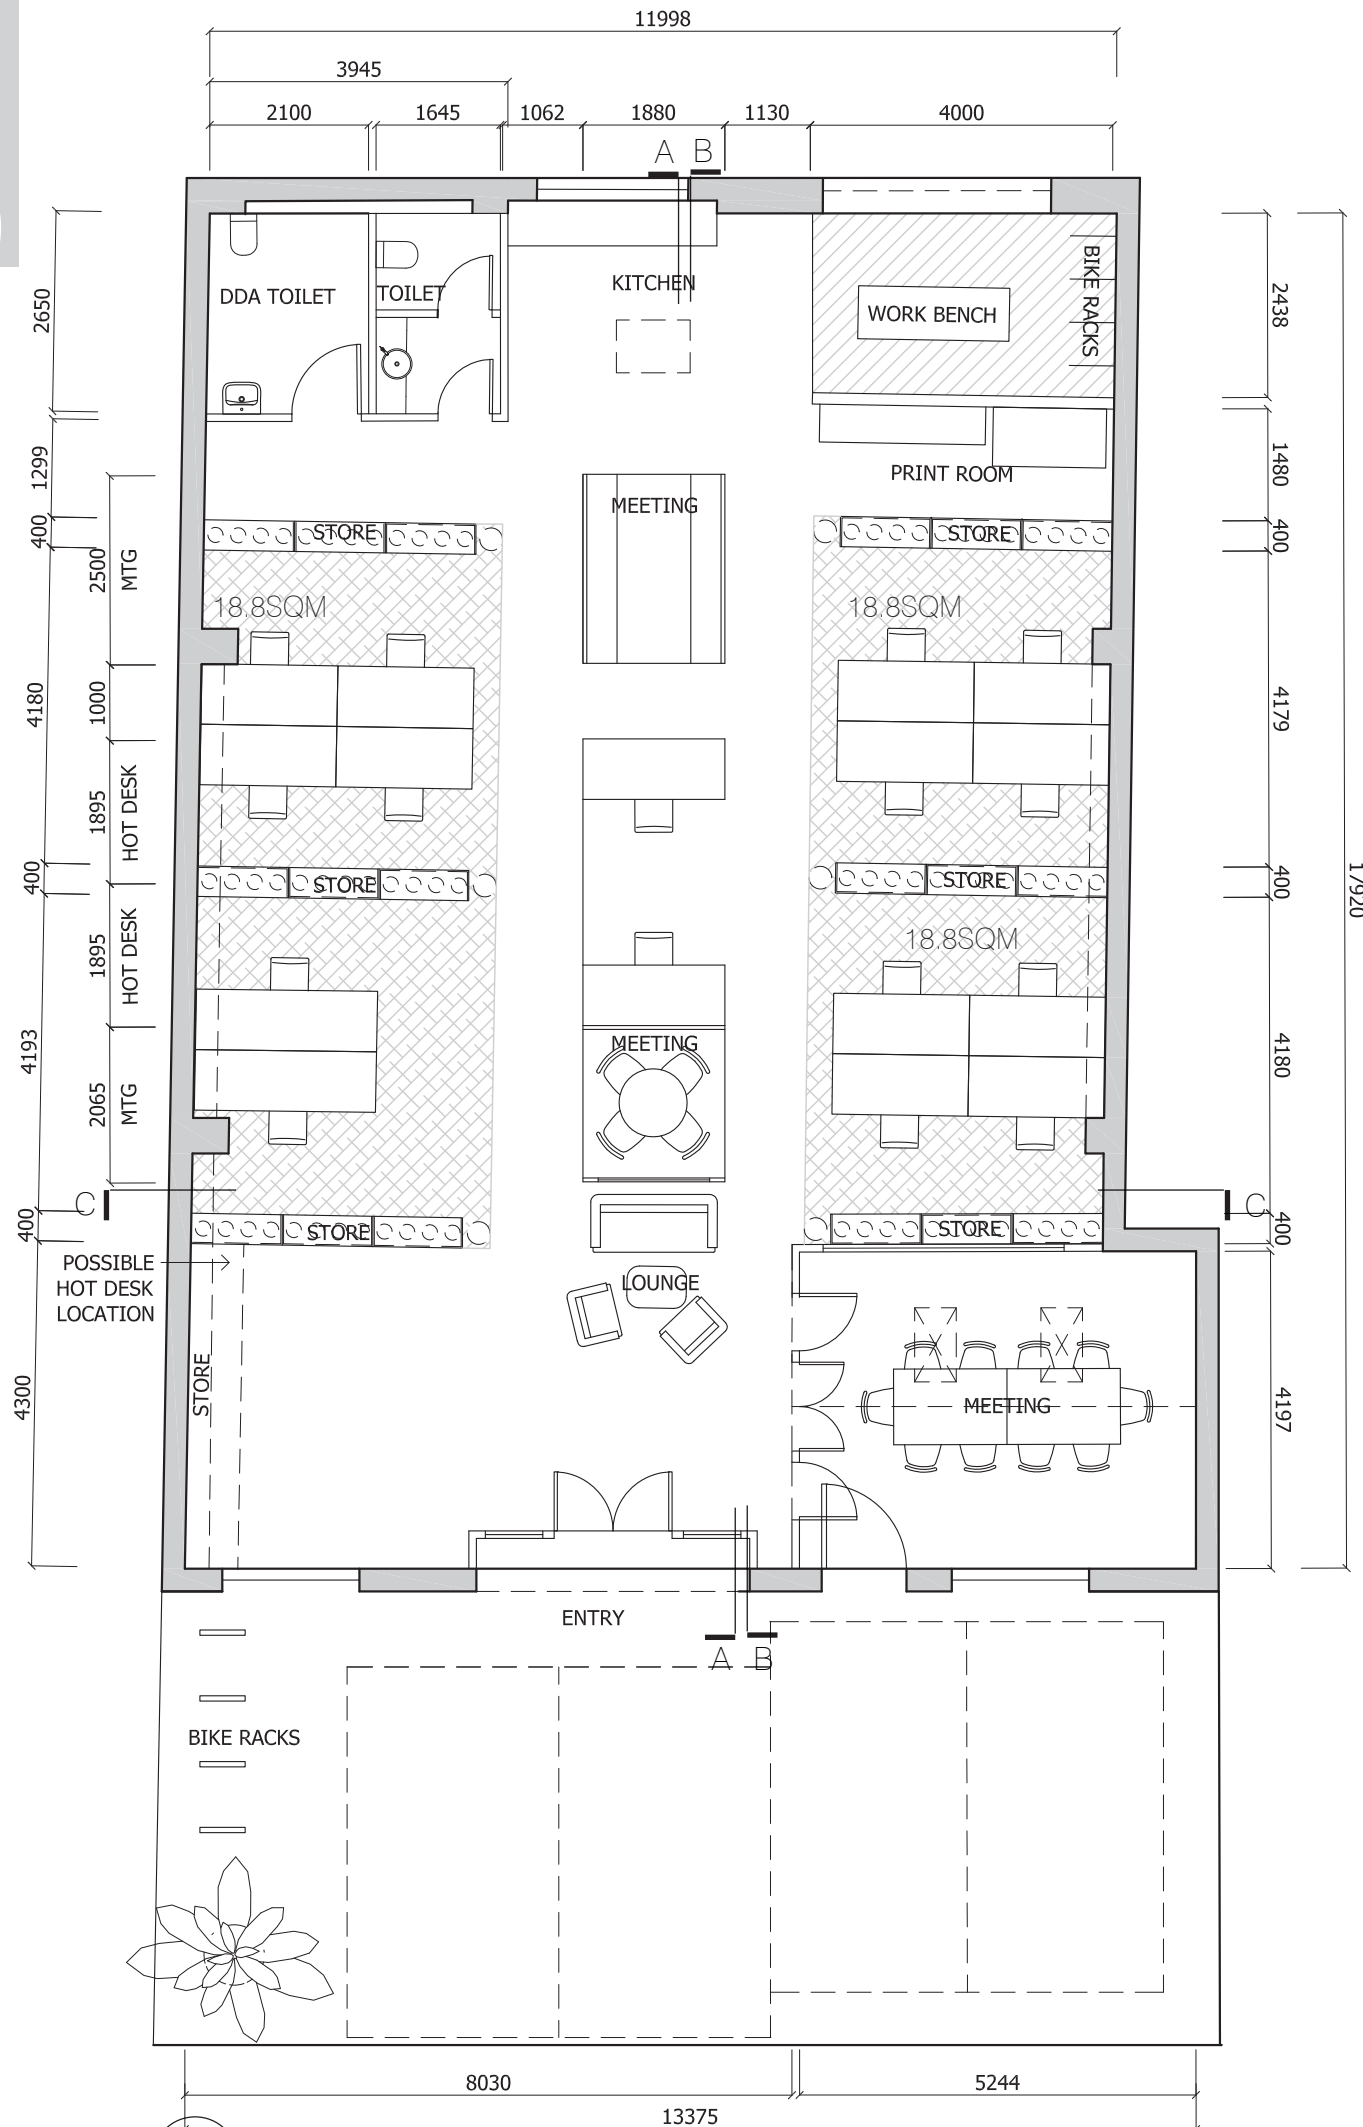 11998
3945
2100
1645
1062
1880
1130
4000
A
B
2650
DDA TOILET
TOILET
KITCHEN
WORK BENCH
BIKE RACKS
2438
1299
MEETING
PRINT ROOM
1480
400
STORE
STORE
400
2500
MTG
18.8SQM
18.8SQM
4180
1000
4179
1895
HOT DESK
17920
400
STORE
STORE
400
1895
HOT DESK
18.8SQM
4193
MEETING
4180
2065
MTG
C
C
400
STORE
STORE
400
POSSIBLE
HOT DESK
LOCATION
LOUNGE
4300
STORE
MEETING
4197
ENTRY
A
B
BIKE RACKS
8030
5244
13375